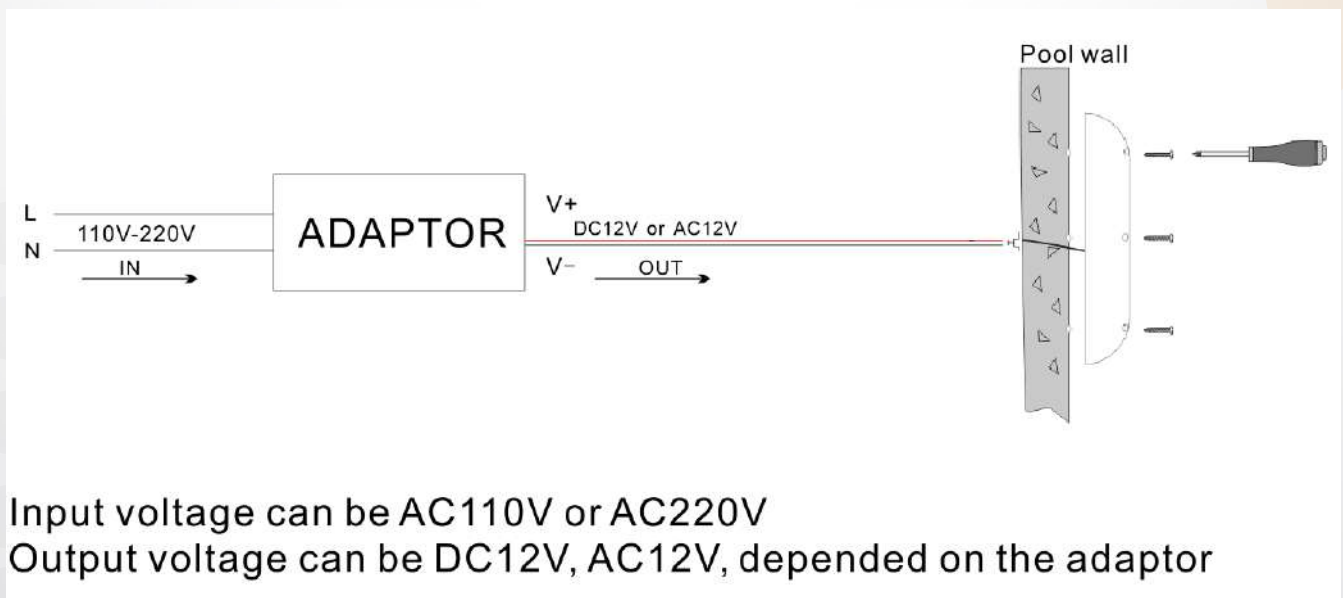 Pool wall
L
110V-220V
N
IN
ADAPTOR
V+
DC12V or AC12V
V-
OUT
Input voltage can be AC110V or AC220V
Output voltage can be DC12V, AC12V, depended on the adaptor